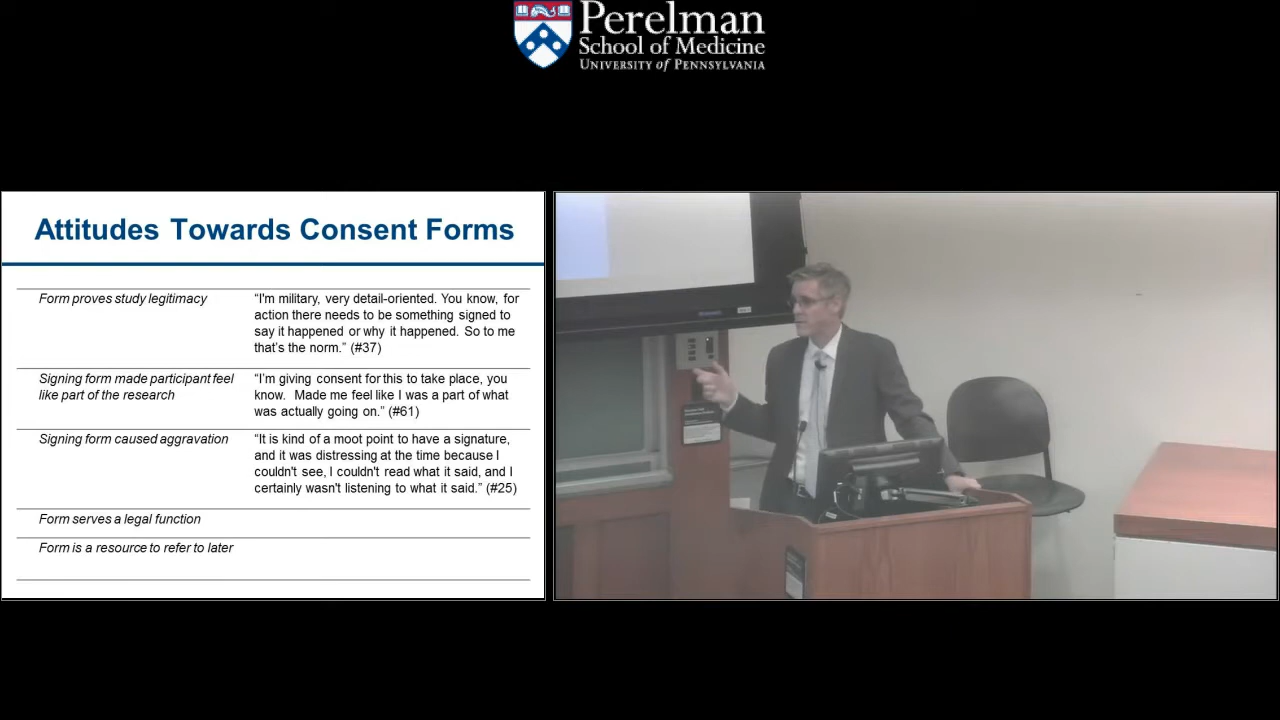 Perelman
School of Medicine
UNIVERSITY of PENNSYLVANIA
Attitudes Towards Consent Forms
Form proves study legitimacy
“I'm military, very detail-oriented. You know, for
action there needs to be something signed to
say it happened or why it happened. So to me
that's the norm.” (#37)
Signing form made participant feel
like part of the research
“I'm giving consent for this to take place, you
know. Made me feel like I was a part of what
was actually going on.” (#61)
Signing form caused aggravation
“It is kind of a moot point to have a signature,
and it was distressing at the time because I
couldn't see, I couldn't read what it said, and I
certainly wasn't listening to what it said.” (#25)
Form serves a legal function
Form is a resource to refer to later